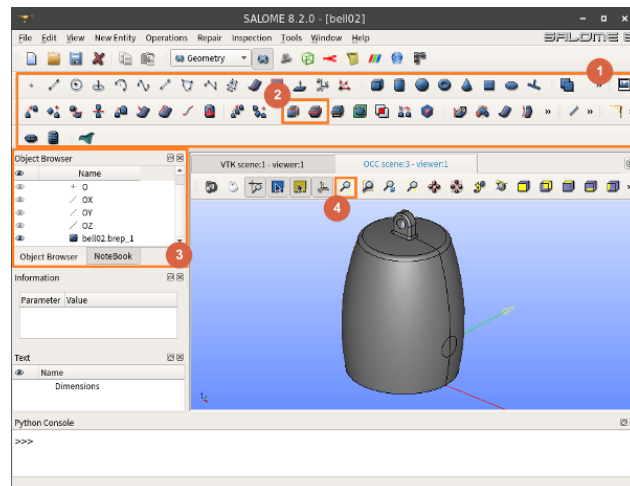 SALOME 8.2.0 - [bell02]
File Edit View New Entity Operations Repair Inspection Tools Window Help
SALOME 8
Geometry
1
2
Object Browser
Name
O
OX
OY
OZ
bell02.brep_1
Object Browser NoteBook
3
VTK scene:1 - viewer:1 OCC scene:3 - viewer:1
4
Information
Parameter Value
Text
Name
Dimensions
Python Console
>>>